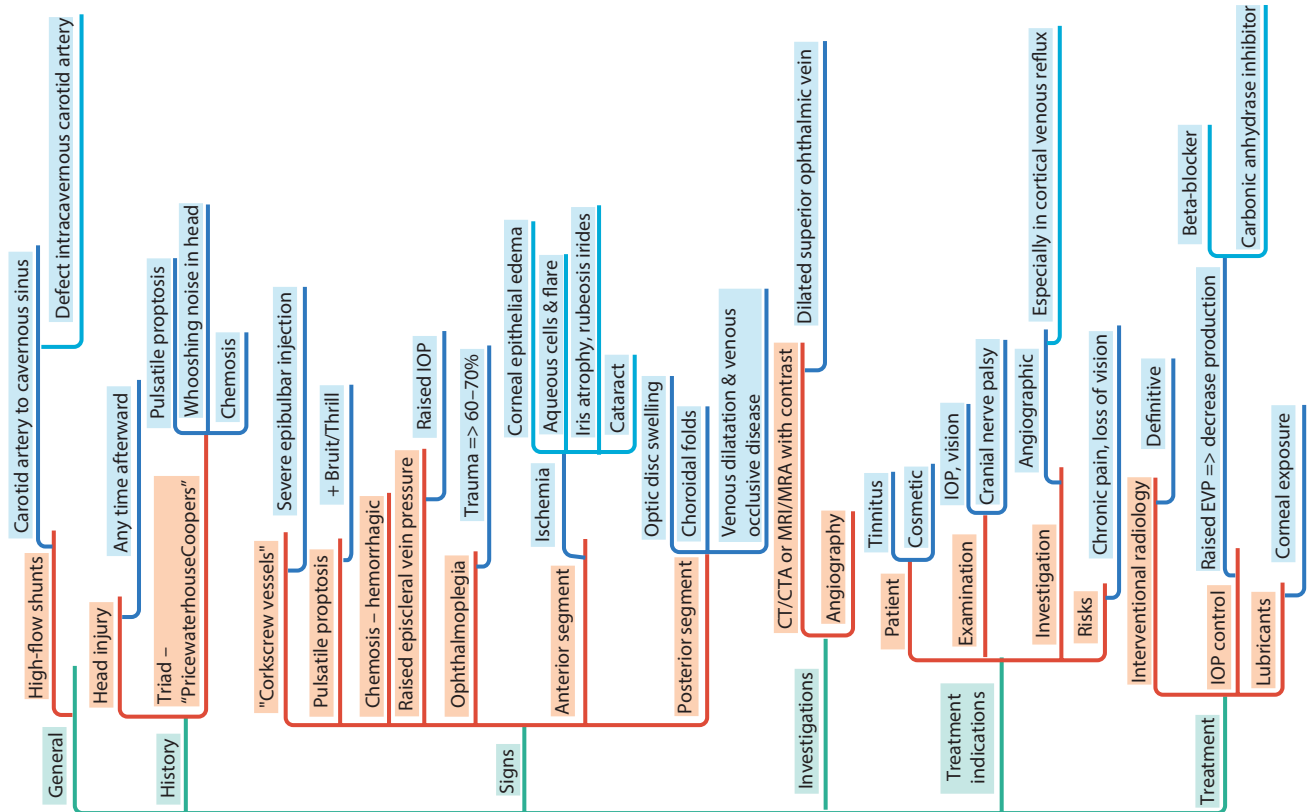 General
High-flow shunts
Carotid artery to cavernous sinus
Defect intracavernous carotid artery
History
Head injury
Any time afterward
Triad –
“PricewaterhouseCoopers”
Pulsatile proptosis
Whooshing noise in head
Chemosis
Signs
"Corkscrew vessels"
Severe epibulbar injection
Pulsatile proptosis
+ Bruit/Thrill
Chemosis – hemorrhagic
Raised episcleral vein pressure
Raised IOP
Ophthalmoplegia
Trauma => 60–70%
Anterior segment
Ischemia
Corneal epithelial edema
Aqueous cells & flare
Iris atrophy, rubeosis irides
Cataract
Posterior segment
Optic disc swelling
Choroidal folds
Venous dilatation & venous
occlusive disease
Investigations
CT/CTA or MRI/MRA with contrast
Dilated superior ophthalmic vein
Angiography
Treatment
indications
Patient
Tinnitus
Cosmetic
Examination
IOP, vision
Cranial nerve palsy
Investigation
Angiographic
Especially in cortical venous reflux
Risks
Chronic pain, loss of vision
Treatment
Interventional radiology
Definitive
IOP control
Raised EVP => decrease production
Beta-blocker
Carbonic anhydrase inhibitor
Lubricants
Corneal exposure